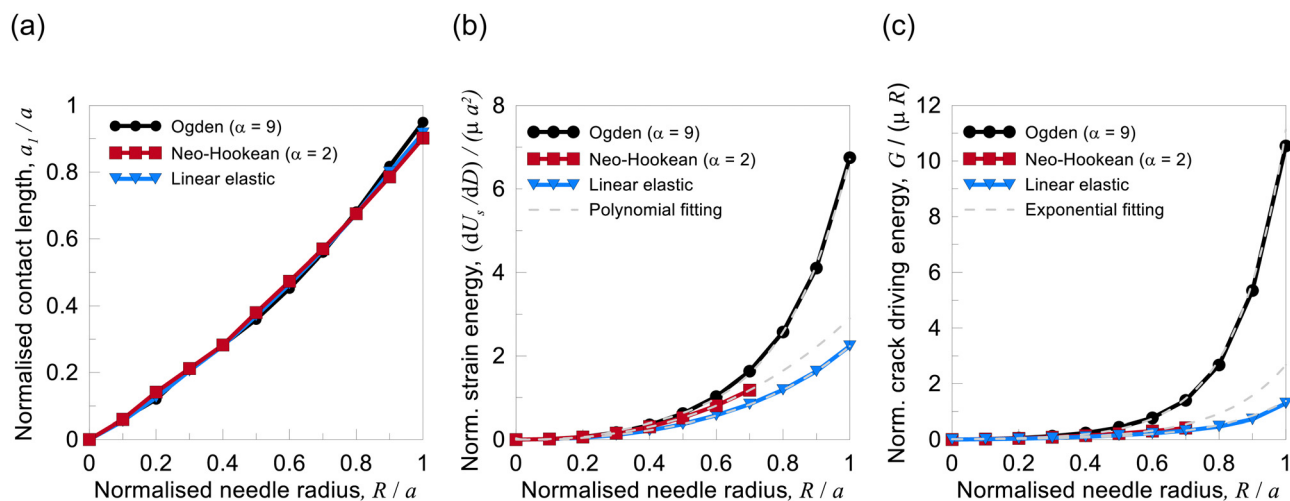 (a)
Normalised contact length, a₁ / a
1
0.8
0.6
0.4
0.2
0
Ogden (α = 9)
Neo-Hookean (α = 2)
Linear elastic
0 0.2 0.4 0.6 0.8 1
Normalised needle radius, R / a
(b)
Norm. strain energy, (dUₛ /dD) / (μ a²)
8
6
4
2
0
Ogden (α = 9)
Neo-Hookean (α = 2)
Linear elastic
Polynomial fitting
0 0.2 0.4 0.6 0.8 1
Normalised needle radius, R / a
(c)
Norm. crack driving energy, G / (μ R)
12
10
8
6
4
2
0
Ogden (α = 9)
Neo-Hookean (α = 2)
Linear elastic
Exponential fitting
0 0.2 0.4 0.6 0.8 1
Normalised needle radius, R / a